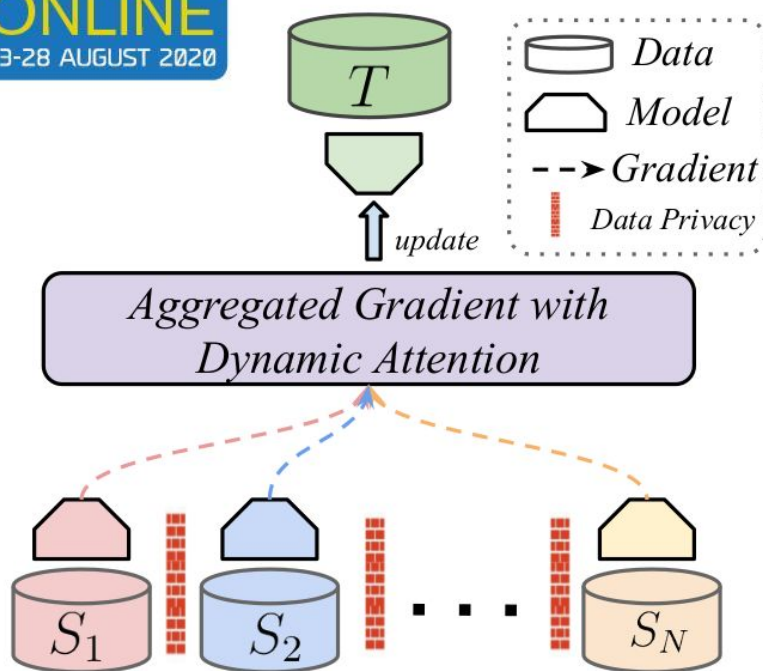 ONLINE
3-28 AUGUST 2020
T
Data
Model
Gradient
Data Privacy
update
Aggregated Gradient with
Dynamic Attention
S1 S2 ... SN